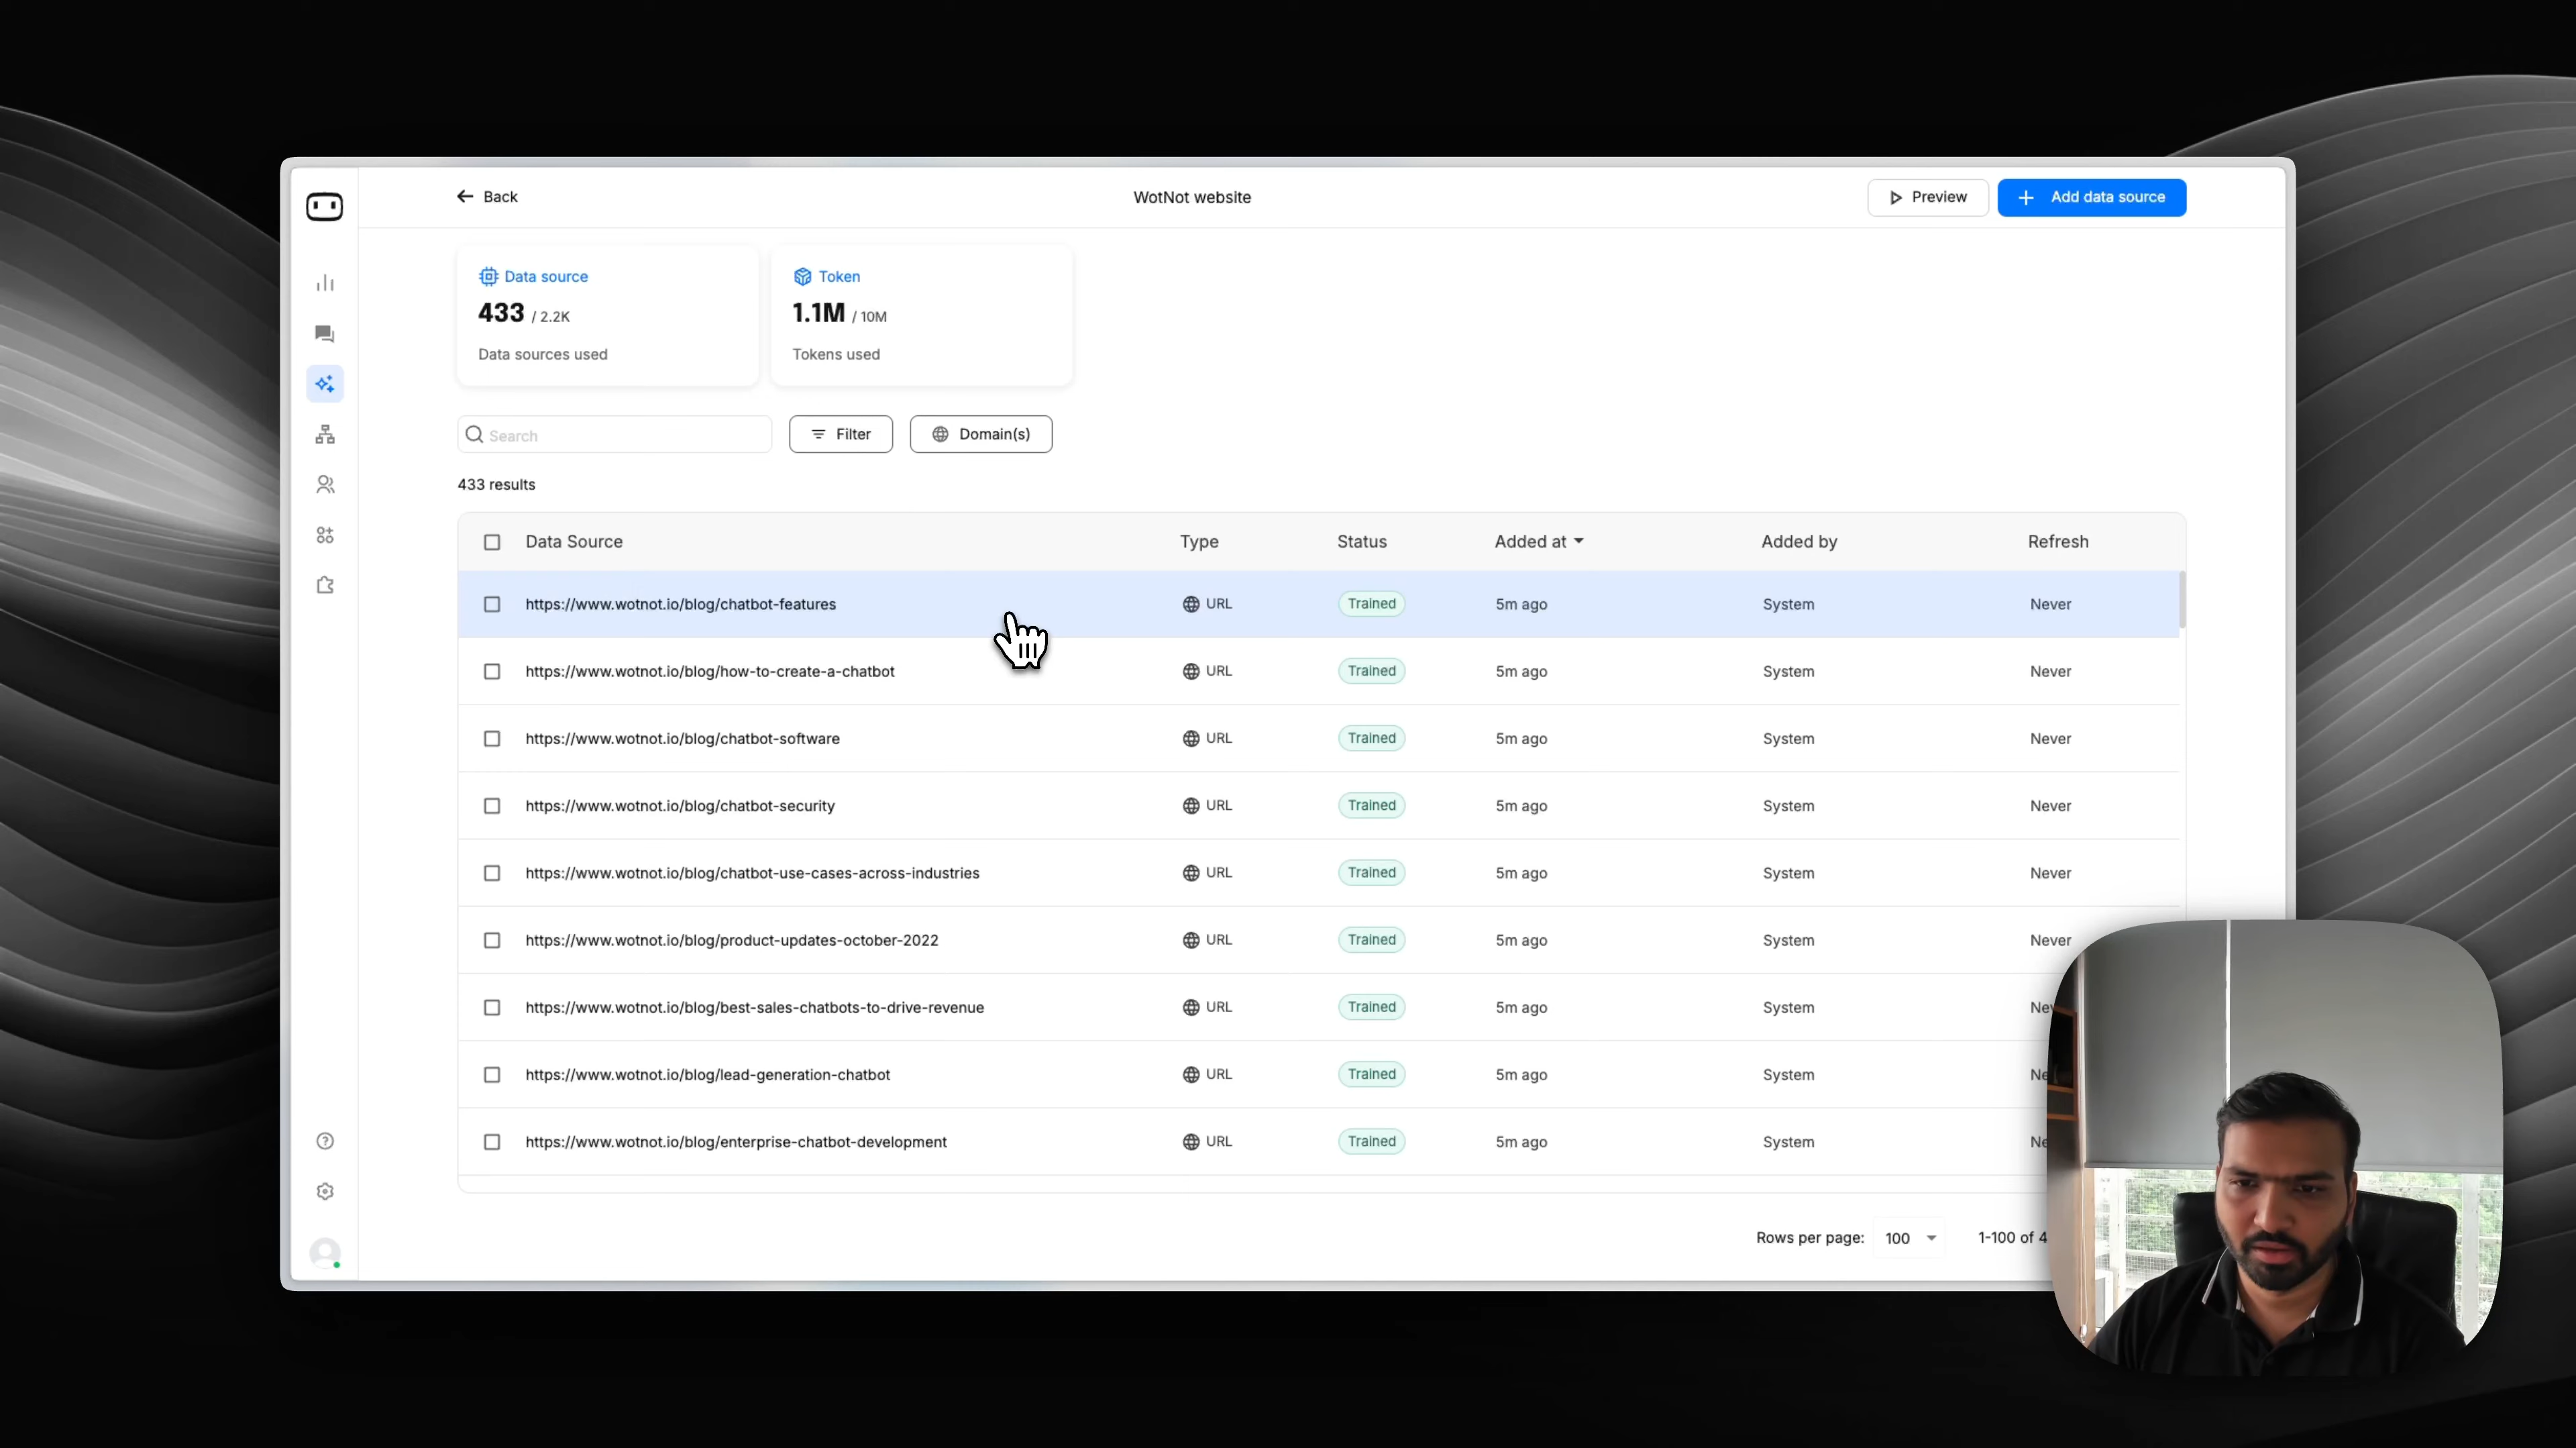 Back
WotNot website
Preview
Add data source
Data source
433 / 2.2K
Data sources used
Token
1.1M / 10M
Tokens used
Search
Filter
Domain(s)
433 results
Data Source Type Status Added at Added by Refresh
https://www.wotnot.io/blog/chatbot-features URL Trained 5m ago System Never
https://www.wotnot.io/blog/how-to-create-a-chatbot URL Trained 5m ago System Never
https://www.wotnot.io/blog/chatbot-software URL Trained 5m ago System Never
https://www.wotnot.io/blog/chatbot-security URL Trained 5m ago System Never
https://www.wotnot.io/blog/chatbot-use-cases-across-industries URL Trained 5m ago System Never
https://www.wotnot.io/blog/product-updates-october-2022 URL Trained 5m ago System Never
https://www.wotnot.io/blog/best-sales-chatbots-to-drive-revenue URL Trained 5m ago System
https://www.wotnot.io/blog/lead-generation-chatbot URL Trained 5m ago System
https://www.wotnot.io/blog/enterprise-chatbot-development URL Trained 5m ago System
Rows per page: 100 1-100 of 4